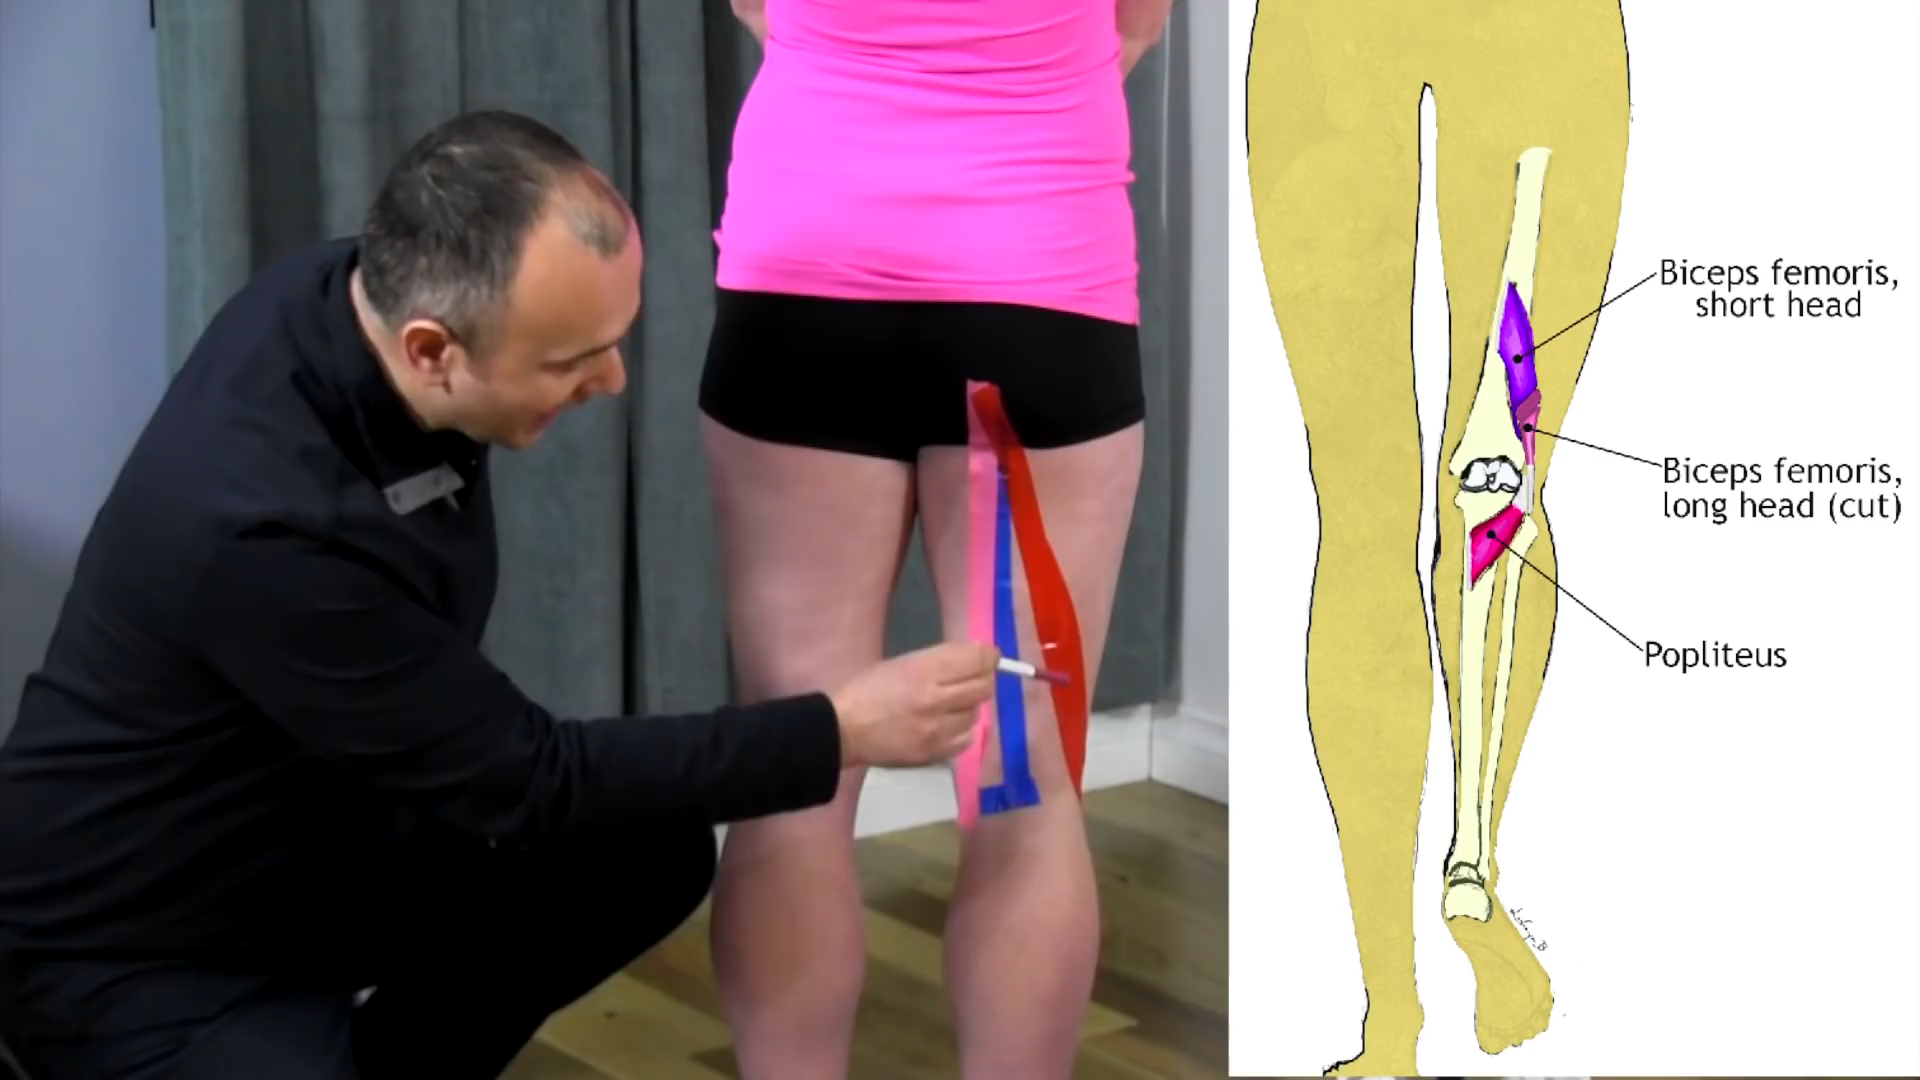 Biceps femoris,
short head
Biceps femoris,
long head (cut)
Popliteus